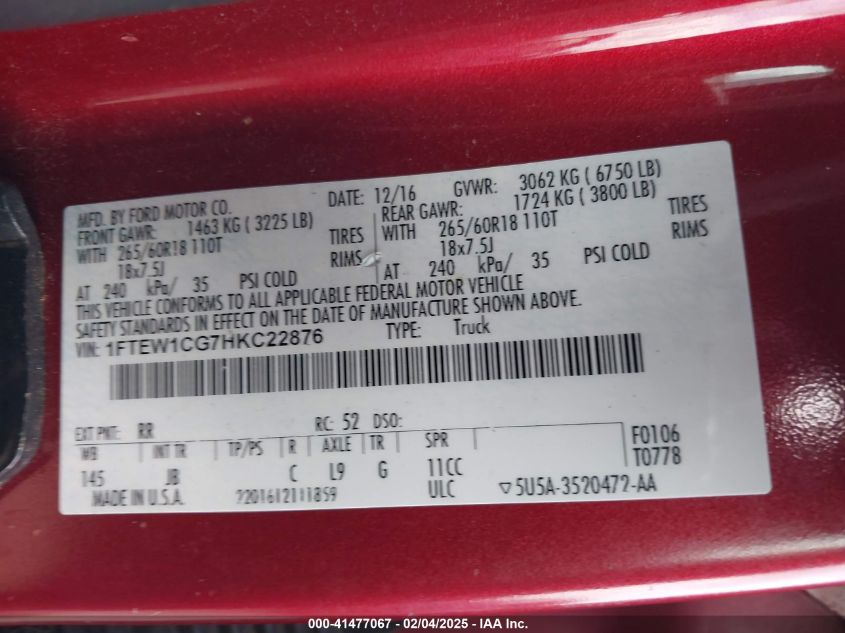 MFD. BY FORD MOTOR CO.
DATE: 12/16 GVWR: 3062 KG ( 6750 LB)
FRONT GAWR: 1463 KG ( 3225 LB)
REAR GAWR: 1724 KG ( 3800 LB)
WITH 265/60R18 110T TIRES
WITH 265/60R18 110T TIRES
18x7.5J RIMS
18x7.5J RIMS
AT 240 kPa/ 35 PSI COLD
AT 240 kPa/ 35 PSI COLD
THIS VEHICLE CONFORMS TO ALL APPLICABLE FEDERAL MOTOR VEHICLE
SAFETY STANDARDS IN EFFECT ON THE DATE OF MANUFACTURE SHOWN ABOVE.
VIN: 1FTEW1CG7HKC22876 TYPE: Truck
EXT PNT: RR RC: 52 DSO:
WB INT TR TP/PS R AXLE TR SPR F0106
145 JB C L9 G 11CC T0778
MADE IN U.S.A. 2201612111859 ULC ▽5U5A-3520472-AA
000-41477067 - 02/04/2025 - IAA Inc.